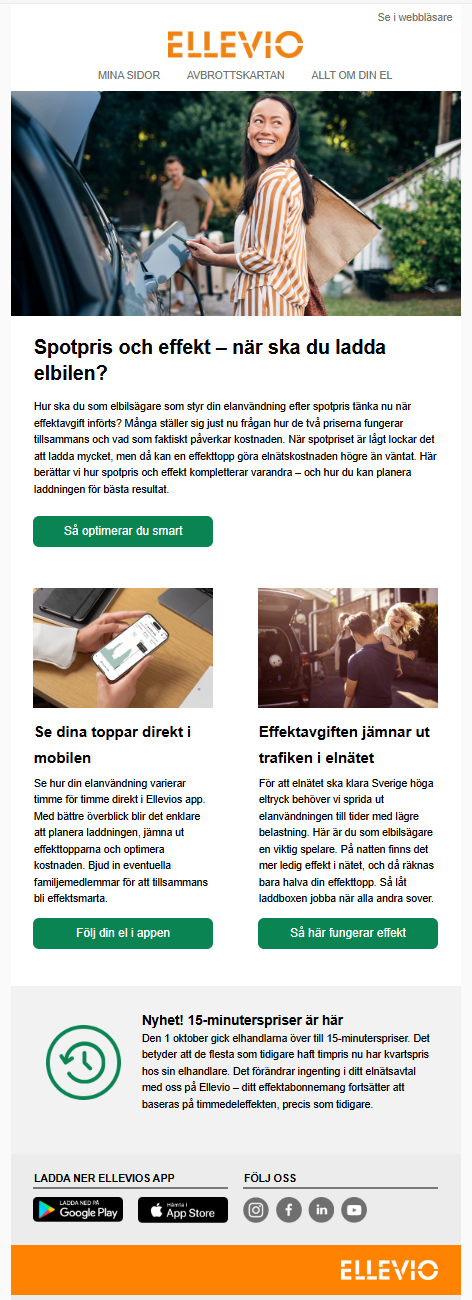 Se i webbläsare
ELLEVIO
MINA SIDOR AVBROTTSKARTAN ALLT OM DIN EL
Spotpris och effekt – när ska du ladda
elbilen?
Hur ska du som elbilsägare som styr din elanvändning efter spotpris tänka nu när
effektavgift införts? Många ställer sig just nu frågan hur de två priserna fungerar
tillsammans och vad som faktiskt påverkar kostnaden. När spotpriset är lågt lockar det
att ladda mycket, men då kan en effekttopp göra elnätskostnaden högre än väntat. Här
berättar vi hur spotpris och effekt kompletterar varandra – och hur du kan planera
laddningen för bästa resultat.
Så optimerar du smart
Se dina toppar direkt i
mobilen
Se hur din elanvändning varierar
timme för timme direkt i Ellevios app.
Med bättre överblick blir det enklare
att planera laddningen, jämna ut
effekttopparna och optimera
kostnaden. Bjud in eventuella
familjemedlemmar för att tillsammans
bli effektsmarta.
Följ din el i appen
Effektavgiften jämnar ut
trafiken i elnätet
För att elnätet ska klara Sverige höga
eltryck behöver vi sprida ut
elanvändningen till tider med lägre
belastning. Här är du som elbilsägare
en viktig spelare. På natten finns det
mer ledig effekt i nätet, och då räknas
bara halva din effekttopp. Så låt
laddboxen jobba när alla andra sover.
Så här fungerar effekt
Nyhet! 15-minuterspriser är här
Den 1 oktober gick elhandlarna över till 15-minuterspriser. Det
betyder att de flesta som tidigare haft timpris nu har kvartspris
hos sin elhandlare. Det förändrar ingenting i ditt elnätsavtal
med oss på Ellevio – ditt effektabonnemang fortsätter att
baseras på timmedeleffekten, precis som tidigare.
LADDA NER ELLEVIOS APP
LADDA NED PÅ
Google Play
Hämta i
App Store
FÖLJ OSS
ELLEVIO